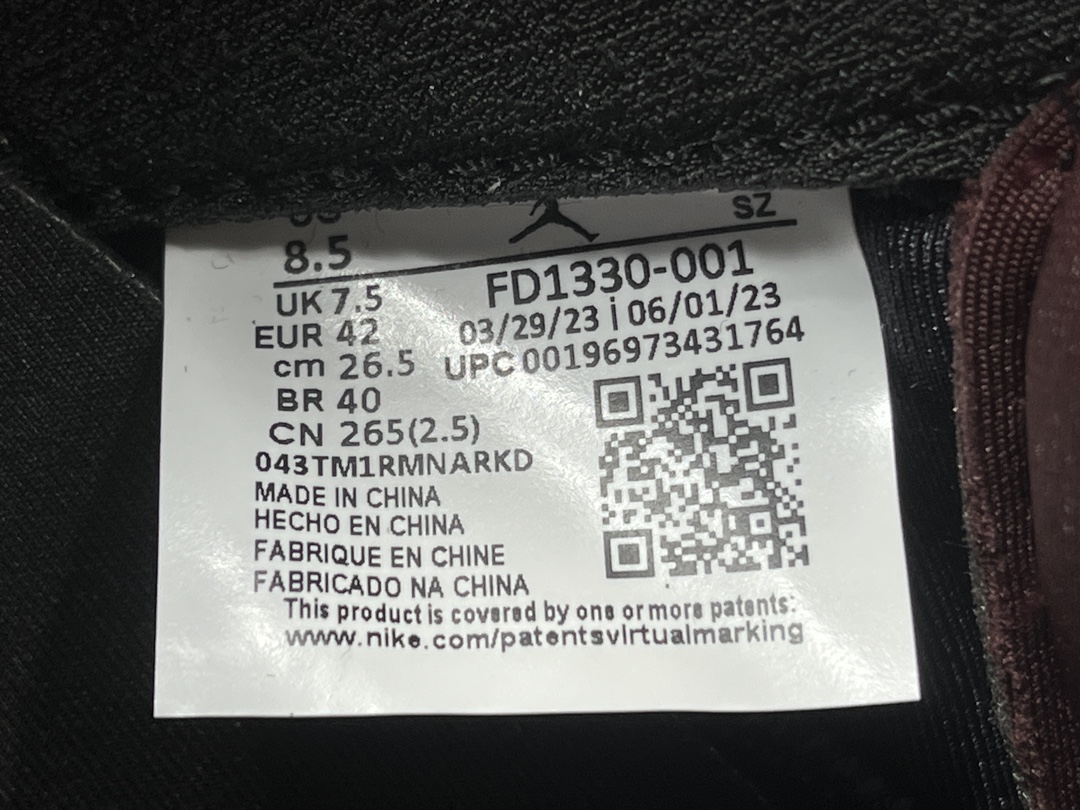 US
8.5
SZ
FD1330-001
03/29/23 i 06/01/23
UPC 00196973431764
UK 7.5
EUR 42
cm 26.5
BR 40
CN 265(2.5)
043TM1RMNARKD
MADE IN CHINA
HECHO EN CHINA
FABRIQUE EN CHINE
FABRICADO NA CHINA
This product is covered by one or more patents:
www.nike.com/patentsvirtualmarking